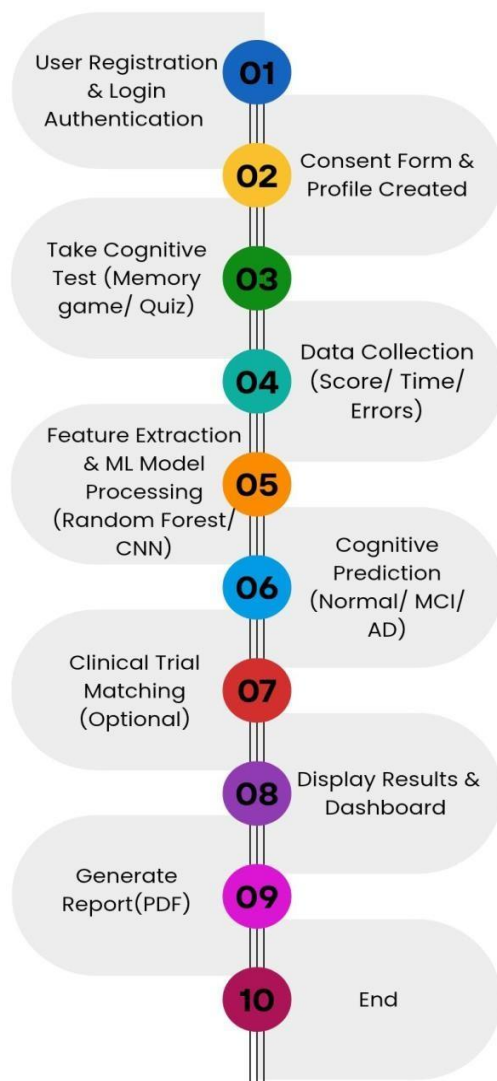 01
User Registration
& Login
Authentication
02
Consent Form &
Profile Created
03
Take Cognitive
Test (Memory
game/ Quiz)
04
Data Collection
(Score/ Time/
Errors)
05
Feature Extraction
& ML Model
Processing
(Random Forest/
CNN)
06
Cognitive
Prediction
(Normal/ MCI/
AD)
07
Clinical Trial
Matching
(Optional)
08
Display Results &
Dashboard
09
Generate
Report(PDF)
10
End